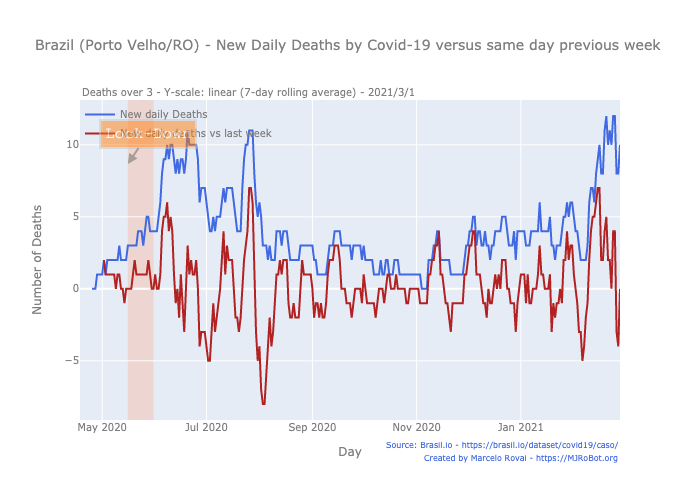 Brazil (Porto Velho/RO) - New Daily Deaths by Covid-19 versus same day previous week
Deaths over 3 - Y-scale: linear (7-day rolling average) - 2021/3/1
New daily Deaths
vs last week
10
5
0
−5
Number of Deaths
May 2020
Jul 2020
Sep 2020
Nov 2020
Jan 2021
Day
Source: Brasil.io - https://brasil.io/dataset/covid19/caso/
Created by Marcelo Rovai - https://MJRoBot.org